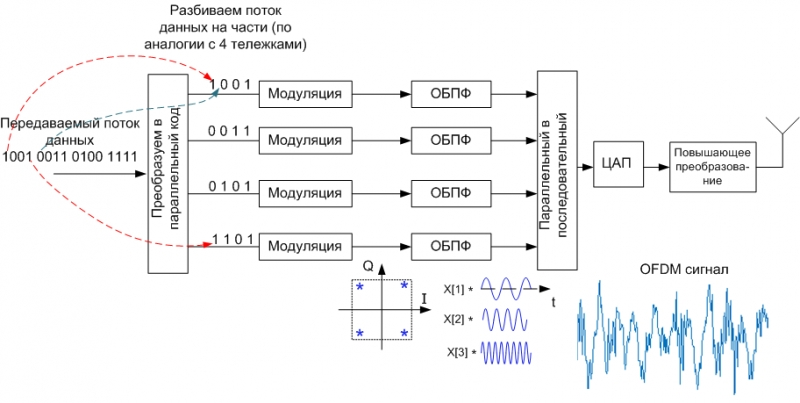 Разбиваем поток
данных на части (по
аналогии с 4 тележками)
Передаваемый поток
данных
1001 0011 0100 1111
Преобразуем в
параллельный код
1 0 0 1
Модуляция
ОБПФ
0 0 1 1
Модуляция
ОБПФ
0 1 0 1
Модуляция
ОБПФ
1 1 0 1
Модуляция
ОБПФ
Параллельный в
последовательный
ЦАП
Повышающее
преобразова-
ние
Q
I
* *
* *
X[1] *
t
X[2] *
X[3] *
OFDM сигнал